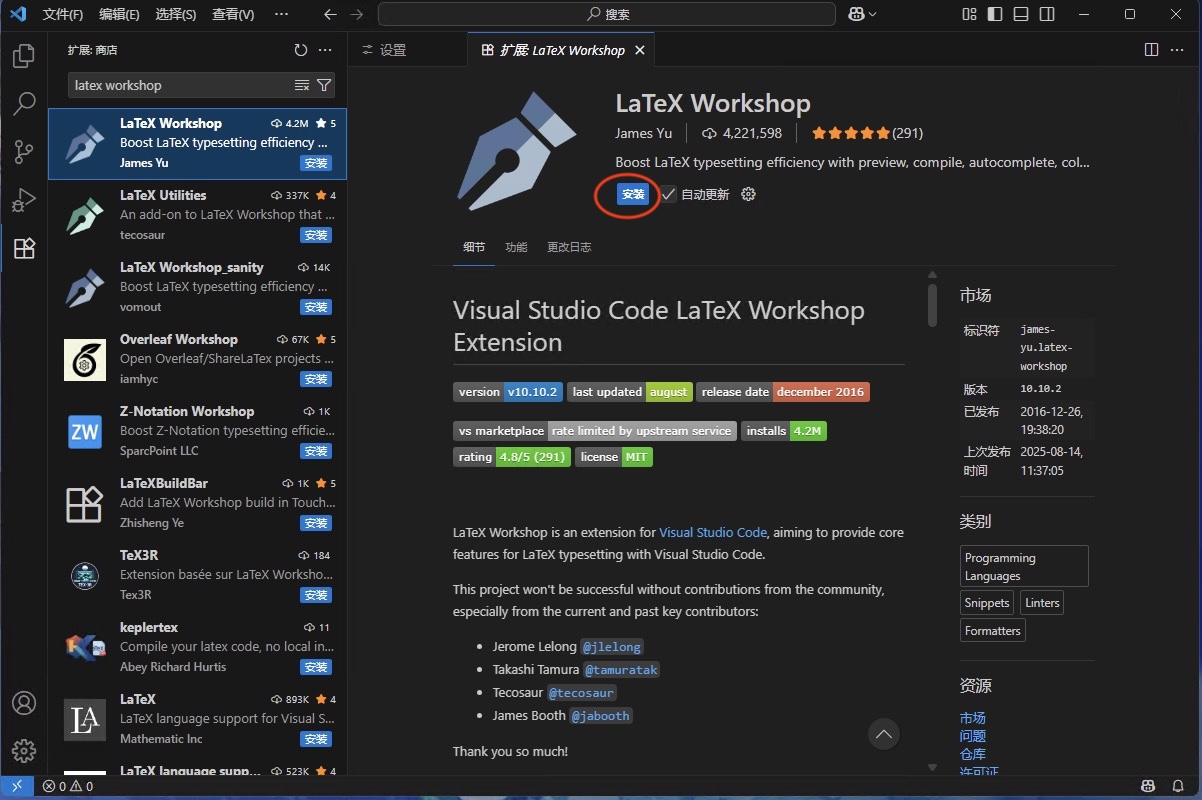 文件(F) 编辑(E) 选择(S) 查看(V) ··· 搜索
扩展: 商店
latex workshop
LaTeX Workshop 4.2M 5
Boost LaTeX typesetting efficiency ...
James Yu 安装
LaTeX Utilities 337K 4
An add-on to LaTeX Workshop that ...
tecosaur 安装
LaTeX Workshop_sanity 14K
Boost LaTeX typesetting efficiency ...
vomout 安装
Overleaf Workshop 67K 5
Open Overleaf/ShareLaTex projects ...
iamhyc 安装
ZW
Z-Notation Workshop 1K
Boost Z-Notation typesetting efficie...
SparcPoint LLC 安装
LaTeXBuildBar 1K 5
Add LaTeX Workshop build in Touch...
Zhisheng Ye 安装
TeX3R 184
Extension basée sur LaTeX Worksho...
Tex3R 安装
keplertex 11
Compile your latex code, no local in...
Abey Richard Hurtis 安装
LA
LaTeX 893K 4
LaTeX language support for Visual S...
Mathematic Inc 安装
LaTeX language supp... 523K 4
0 0
设置 扩展: LaTeX Workshop
LaTeX Workshop
James Yu 4,221,598 (291)
Boost LaTeX typesetting efficiency with preview, compile, autocomplete, col...
安装 自动更新
细节 功能 更改日志
Visual Studio Code LaTeX Workshop
Extension
version v10.10.2 last updated august release date december 2016
vs marketplace rate limited by upstream service installs 4.2M
rating 4.8/5 (291) license MIT
LaTeX Workshop is an extension for Visual Studio Code, aiming to provide core
features for LaTeX typesetting with Visual Studio Code.
This project won't be successful without contributions from the community,
especially from the current and past key contributors:
• Jerome Lelong @jlelong
• Takashi Tamura @tamuratak
• Tecosaur @tecosaur
• James Booth @jabooth
Thank you so much!
市场
标识符 james-
yu.latex-
workshop
版本 10.10.2
已发布 2016-12-26,
19:38:20
上次发布 2025-08-14,
时间 11:37:05
类别
Programming
Languages
Snippets Linters
Formatters
资源
市场
问题
仓库
许可证